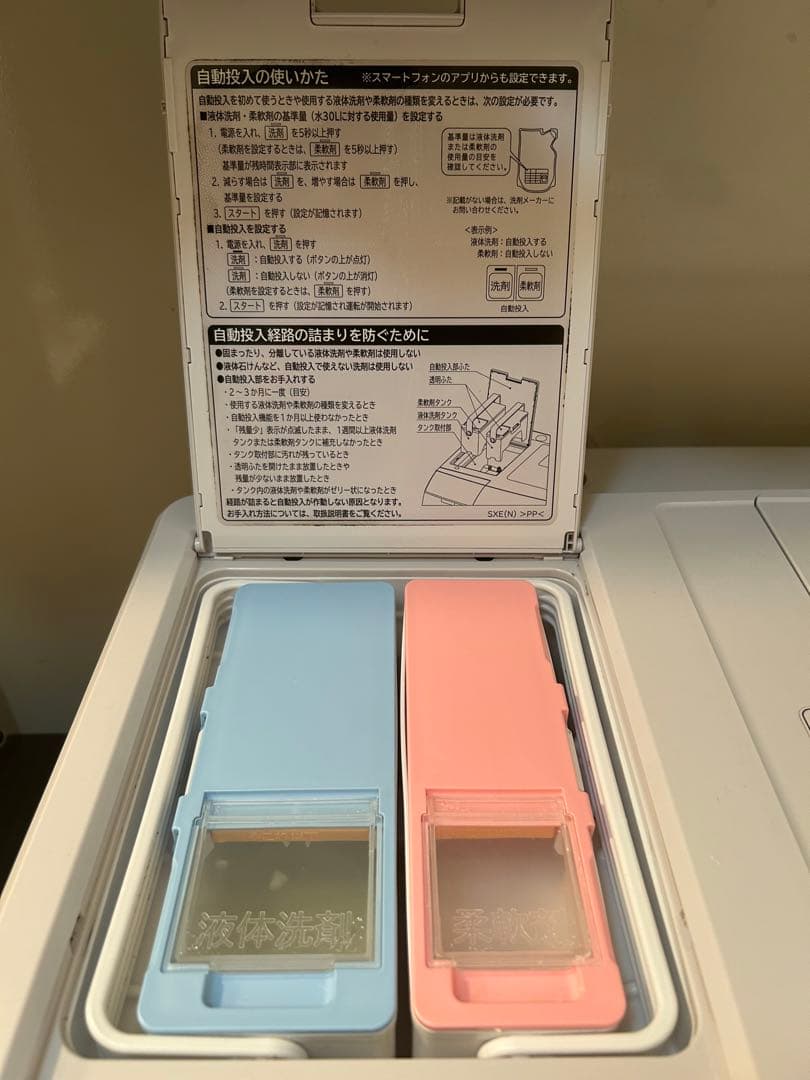 自動投入の使いかた ※スマートフォンのアプリからも設定できます。
自動投入を初めて使うときや使用する液体洗剤や柔軟剤の種類を変えるときは、次の設定が必要です。
■液体洗剤・柔軟剤の基準量（水30Lに対する使用量）を設定する
1. 電源を入れ、洗剤を5秒以上押す
（柔軟剤を設定するときは、柔軟剤を5秒以上押す）
基準量が残時間表示部に表示されます
2. 減らす場合は洗剤を、増やす場合は柔軟剤を押し、
基準量を設定する
3. スタートを押す（設定が記憶されます）
基準量は液体洗剤
または柔軟剤の
使用量の目安を
確認してください。
※記載がない場合は、洗剤メーカーに
お問い合わせください。
■自動投入を設定する
1. 電源を入れ、洗剤を押す
洗剤：自動投入する（ボタンの上が点灯）
洗剤：自動投入しない（ボタンの上が消灯）
（柔軟剤を設定するときは、柔軟剤を押す）
2. スタートを押す（設定が記憶され運転が開始されます）
<表示例>
液体洗剤：自動投入する
柔軟剤：自動投入しない
洗剤 柔軟剤
自動投入
自動投入経路の詰まりを防ぐために
●固まったり、分離している液体洗剤や柔軟剤は使用しない
●液体石けんなど、自動投入で使えない洗剤は使用しない
●自動投入部をお手入れする
・2～3か月に一度（目安）
・使用する液体洗剤や柔軟剤の種類を変えるとき
・自動投入機能を1か月以上使わなかったとき
・「残量少」表示が点滅したまま、1週間以上液体洗剤
タンクまたは柔軟剤タンクに補充しなかったとき
・タンク取付部に汚れが残っているとき
・透明ふたを開けたまま放置したときや
残量が少ないまま放置したとき
・タンク内の液体洗剤や柔軟剤がゼリー状になったとき
経路が詰まると自動投入が作動しない原因となります。
お手入れ方法については、取扱説明書をご覧ください。
自動投入部ふた
透明ふた
柔軟剤タンク
液体洗剤タンク
タンク取付部
SXE(N) >PP<
液体洗剤
柔軟剤